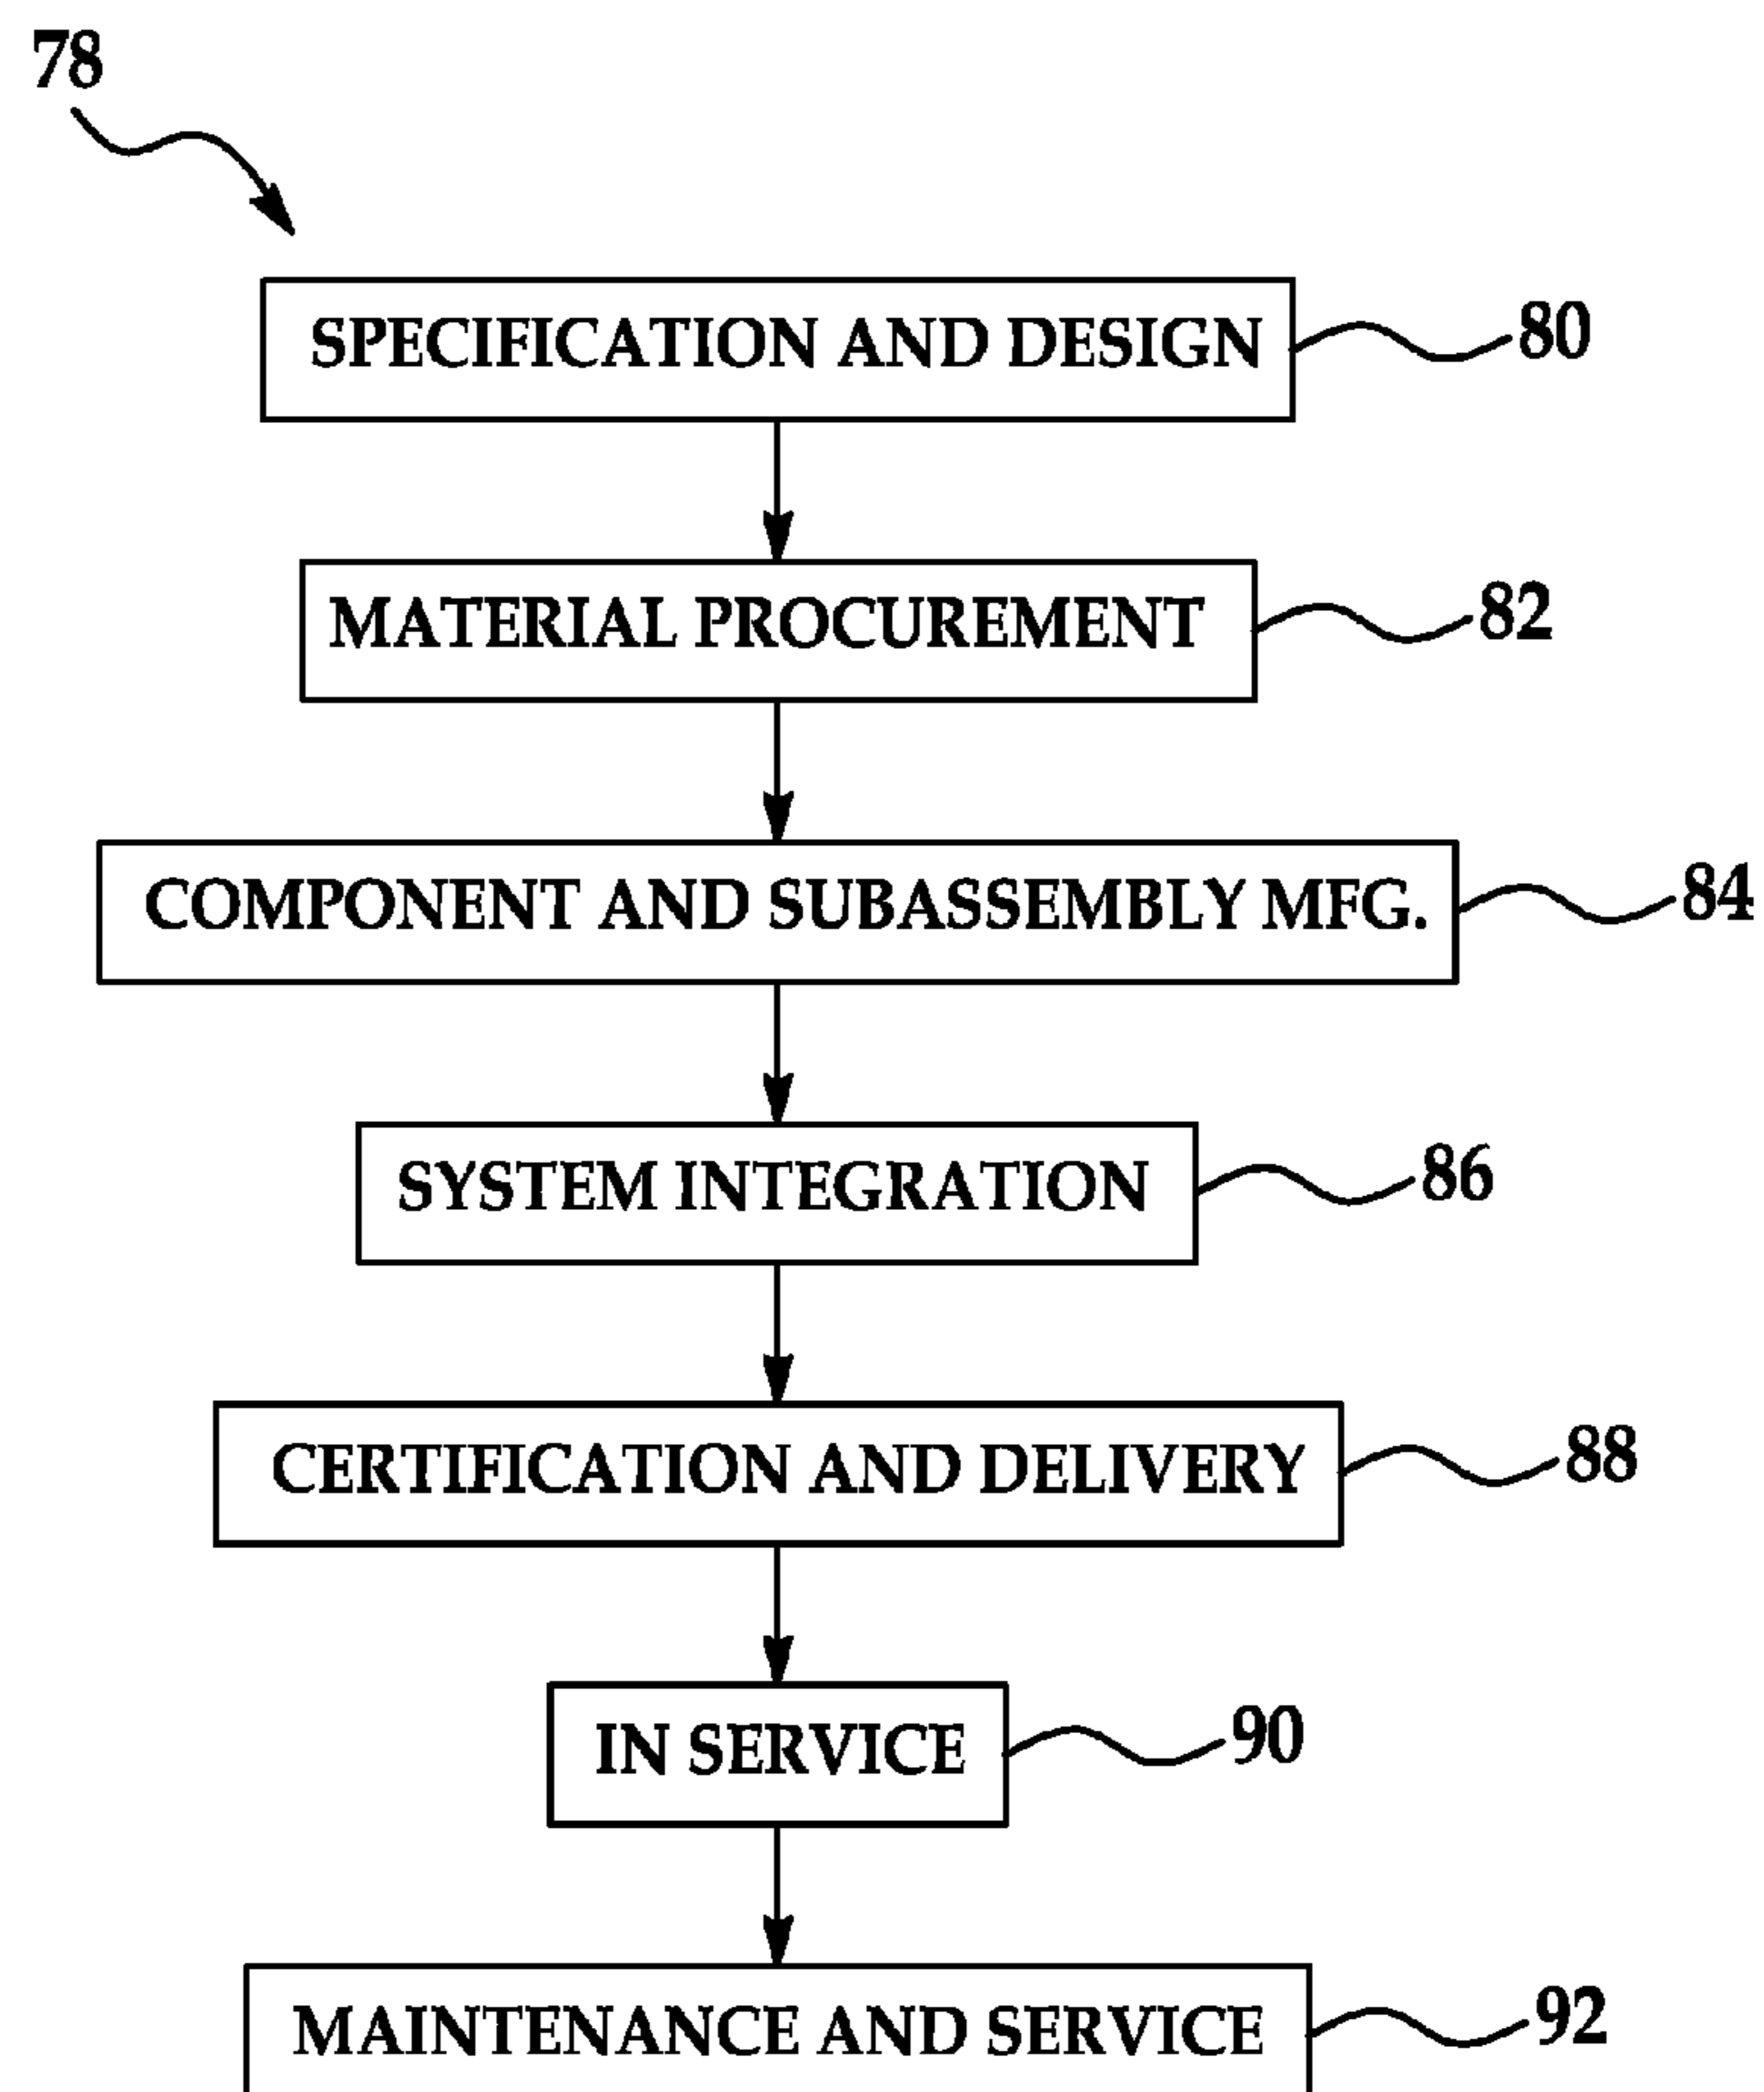 78
SPECIFICATION AND DESIGN 80
MATERIAL PROCUREMENT 82
COMPONENT AND SUBASSEMBLY MFG. 84
SYSTEM INTEGRATION 86
CERTIFICATION AND DELIVERY 88
IN SERVICE 90
MAINTENANCE AND SERVICE 92